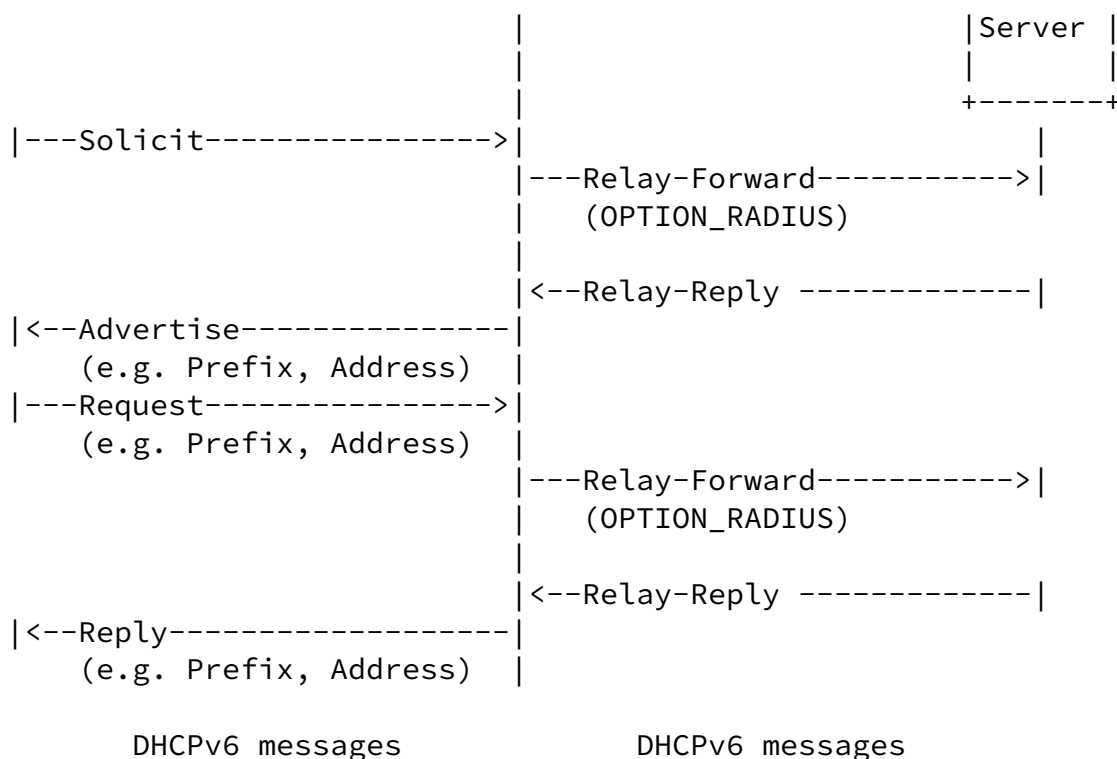 |                         |Server |
|                         |       |
|                         +-------+
|---Solicit---------------->|                             |
|---Relay-Forward----------->|
|   (OPTION_RADIUS)
|
|<--Relay-Reply -------------|
|<--Advertise---------------|
(e.g. Prefix, Address)  |
|---Request---------------->|
(e.g. Prefix, Address)  |
|---Relay-Forward----------->|
|   (OPTION_RADIUS)
|
|<--Relay-Reply -------------|
|<--Reply-------------------|
(e.g. Prefix, Address)  |
DHCPv6 messages             DHCPv6 messages